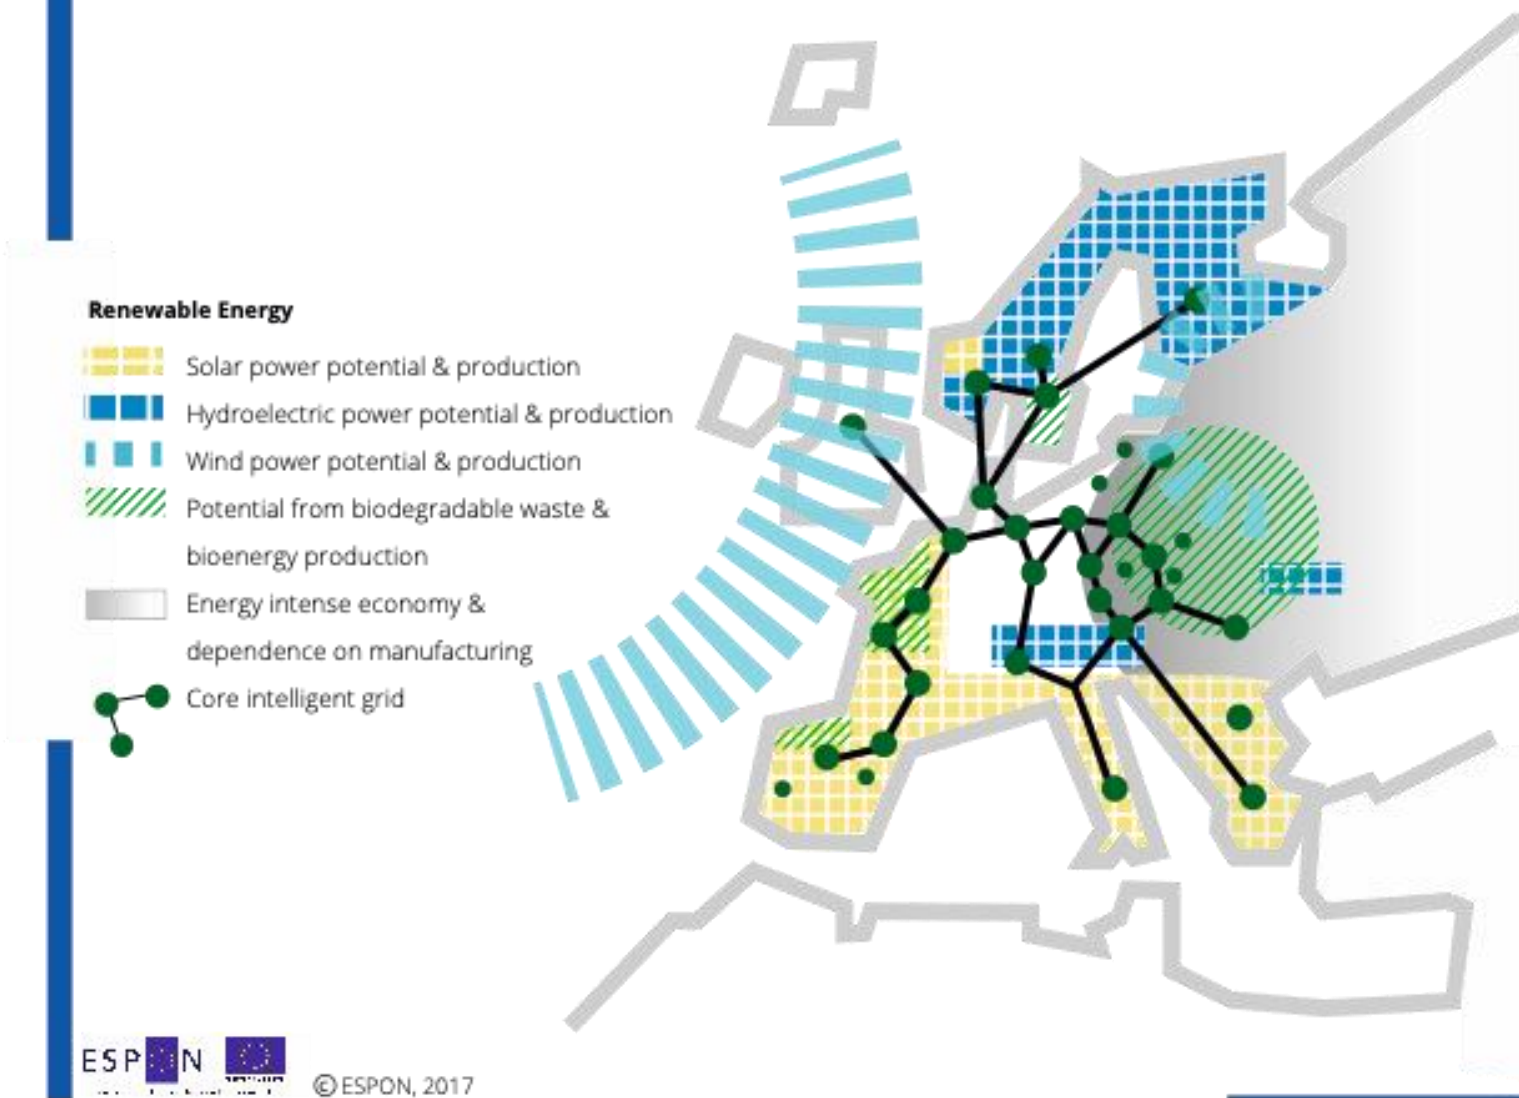 Renewable Energy
Solar power potential & production
Hydroelectric power potential & production
Wind power potential & production
Potential from biodegradable waste &
bioenergy production
Energy intense economy &
dependence on manufacturing
Core intelligent grid
ESPON
© ESPON, 2017